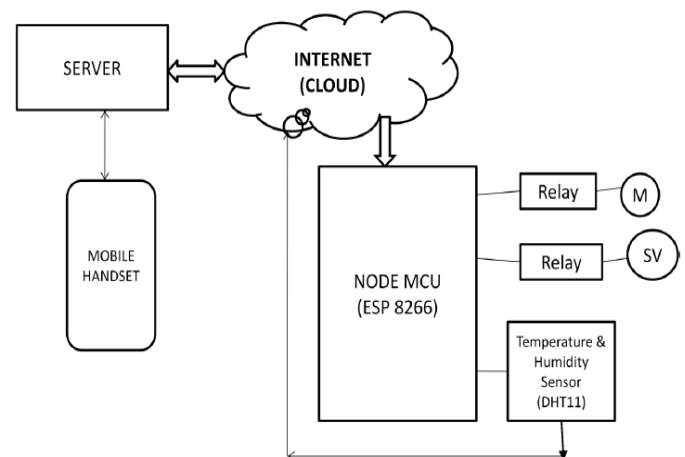 SERVER
INTERNET
(CLOUD)
MOBILE
HANDSET
NODE MCU
(ESP 8266)
Relay
M
Relay
SV
Temperature &
Humidity
Sensor
(DHT11)